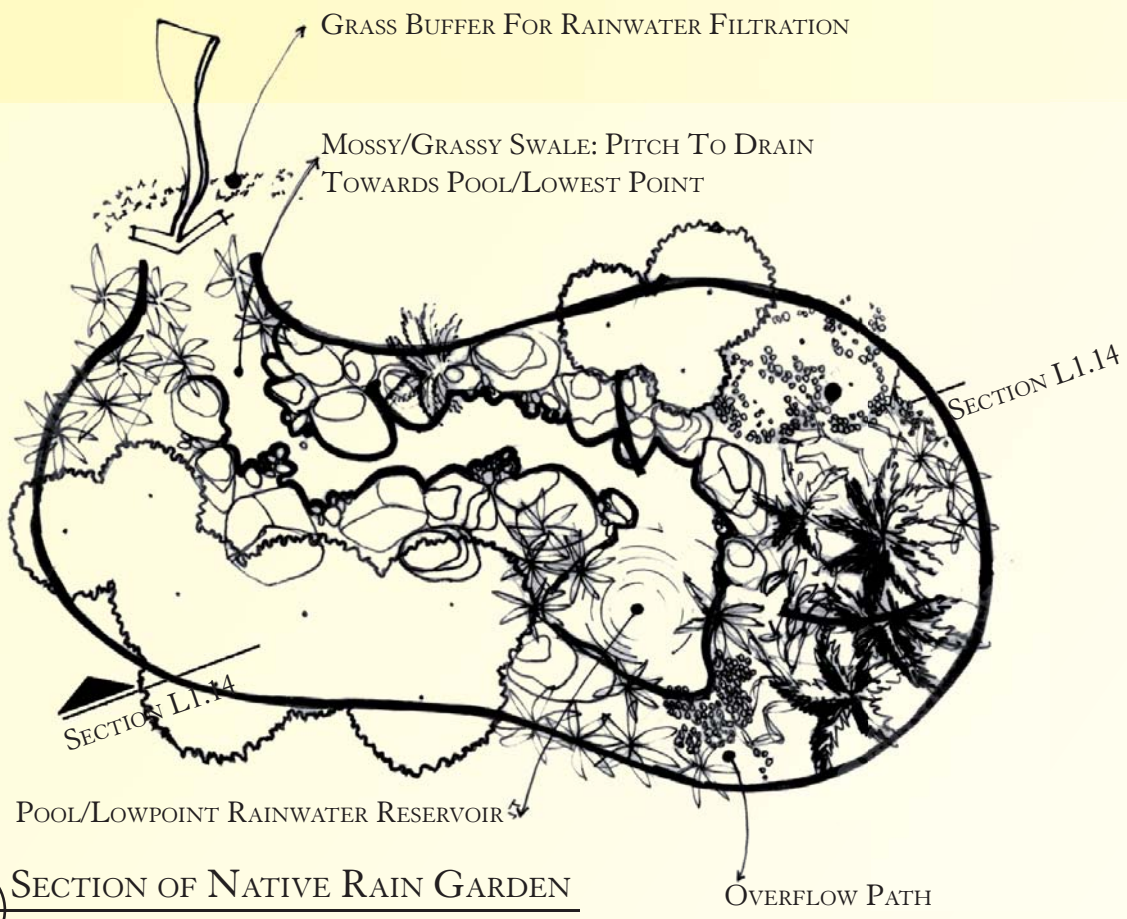 Grass Buffer For Rainwater Filtration
Mossy/Grassy Swale: Pitch To Drain
Towards Pool/Lowest Point
Section L1.14
Section L1.14
Pool/Lowpoint Rainwater Reservoir
Section of Native Rain Garden
Overflow Path